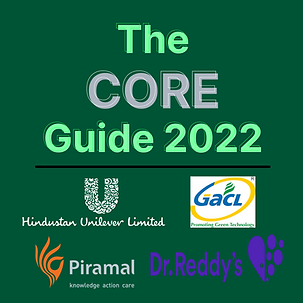 The
CORE
Guide 2022
Hindustan Unilever Limited
GACL
®
Promoting Green Technology
Piramal
knowledge action care
Dr.Reddy's